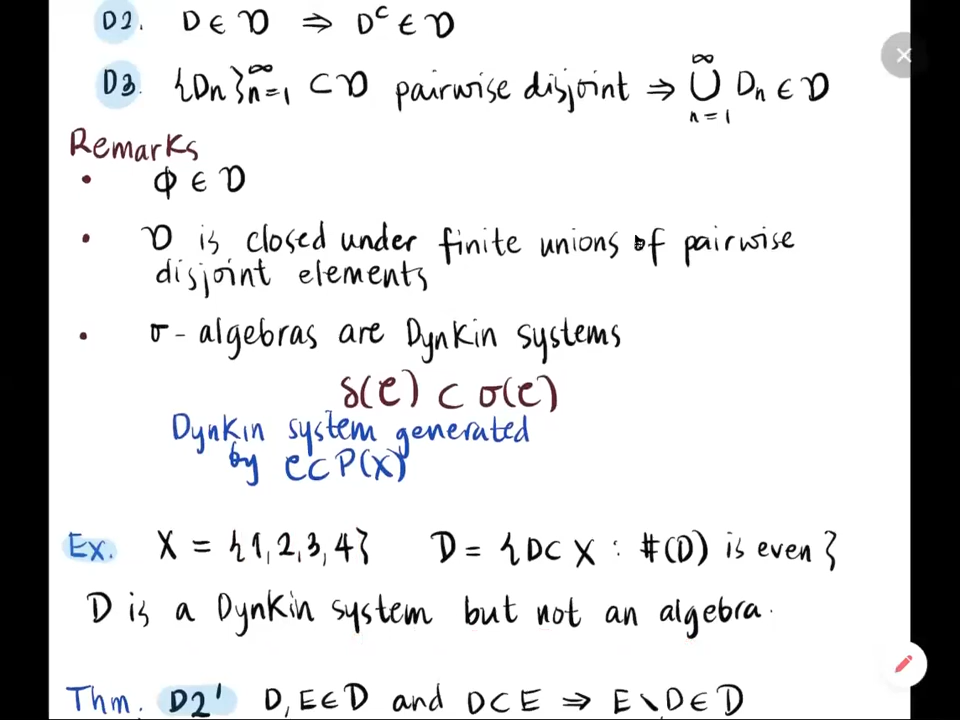 D2. D ∈ 𝒟 ⇒ Dᶜ ∈ 𝒟
D3. {Dn}_{n=1}^∞ ⊂ 𝒟 pairwise disjoint ⇒ ⋃_{n=1}^∞ Dn ∈ 𝒟
Remarks
• ϕ ∈ 𝒟
• 𝒟 is closed under finite unions of pairwise
disjoint elements
• σ-algebras are Dynkin systems
δ(𝒞) ⊂ σ(𝒞)
Dynkin system generated
by 𝒞 ⊂ P(X)
Ex. X = {1, 2, 3, 4} 𝒟 = {D ⊂ X : #(D) is even}
𝒟 is a Dynkin system but not an algebra.
Thm. D2' D, E ∈ 𝒟 and D ⊂ E ⇒ E \ D ∈ 𝒟